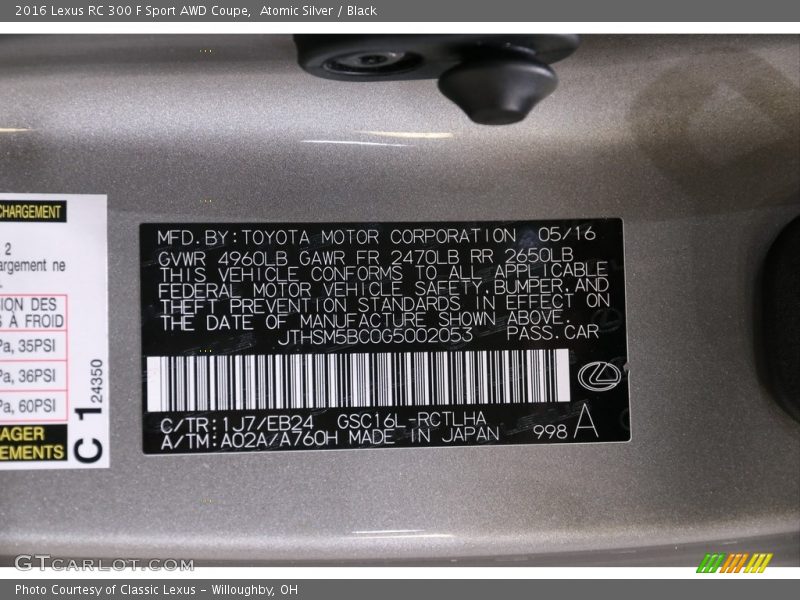 2016 Lexus RC 300 F Sport AWD Coupe, Atomic Silver / Black
CHARGEMENT
2
argement ne
ION DES
S À FROID
Pa, 35PSI
Pa, 36PSI
Pa, 60PSI
AGER
EMENTS
C 1 24350
MFD.BY:TOYOTA MOTOR CORPORATION 05/16
GVWR 4960LB GAWR FR 2470LB RR 2650LB
THIS VEHICLE CONFORMS TO ALL APPLICABLE
FEDERAL MOTOR VEHICLE SAFETY,BUMPER,AND
THEFT PREVENTION STANDARDS IN EFFECT ON
THE DATE OF MANUFACTURE SHOWN ABOVE.
JTHSM5BC0G5002053 PASS.CAR
C/TR:1J7/EB24 GSC16L-RCTLHA
A/TM:A02A/A760H MADE IN JAPAN 998 A
GTcarlot.com
Photo Courtesy of Classic Lexus - Willoughby, OH